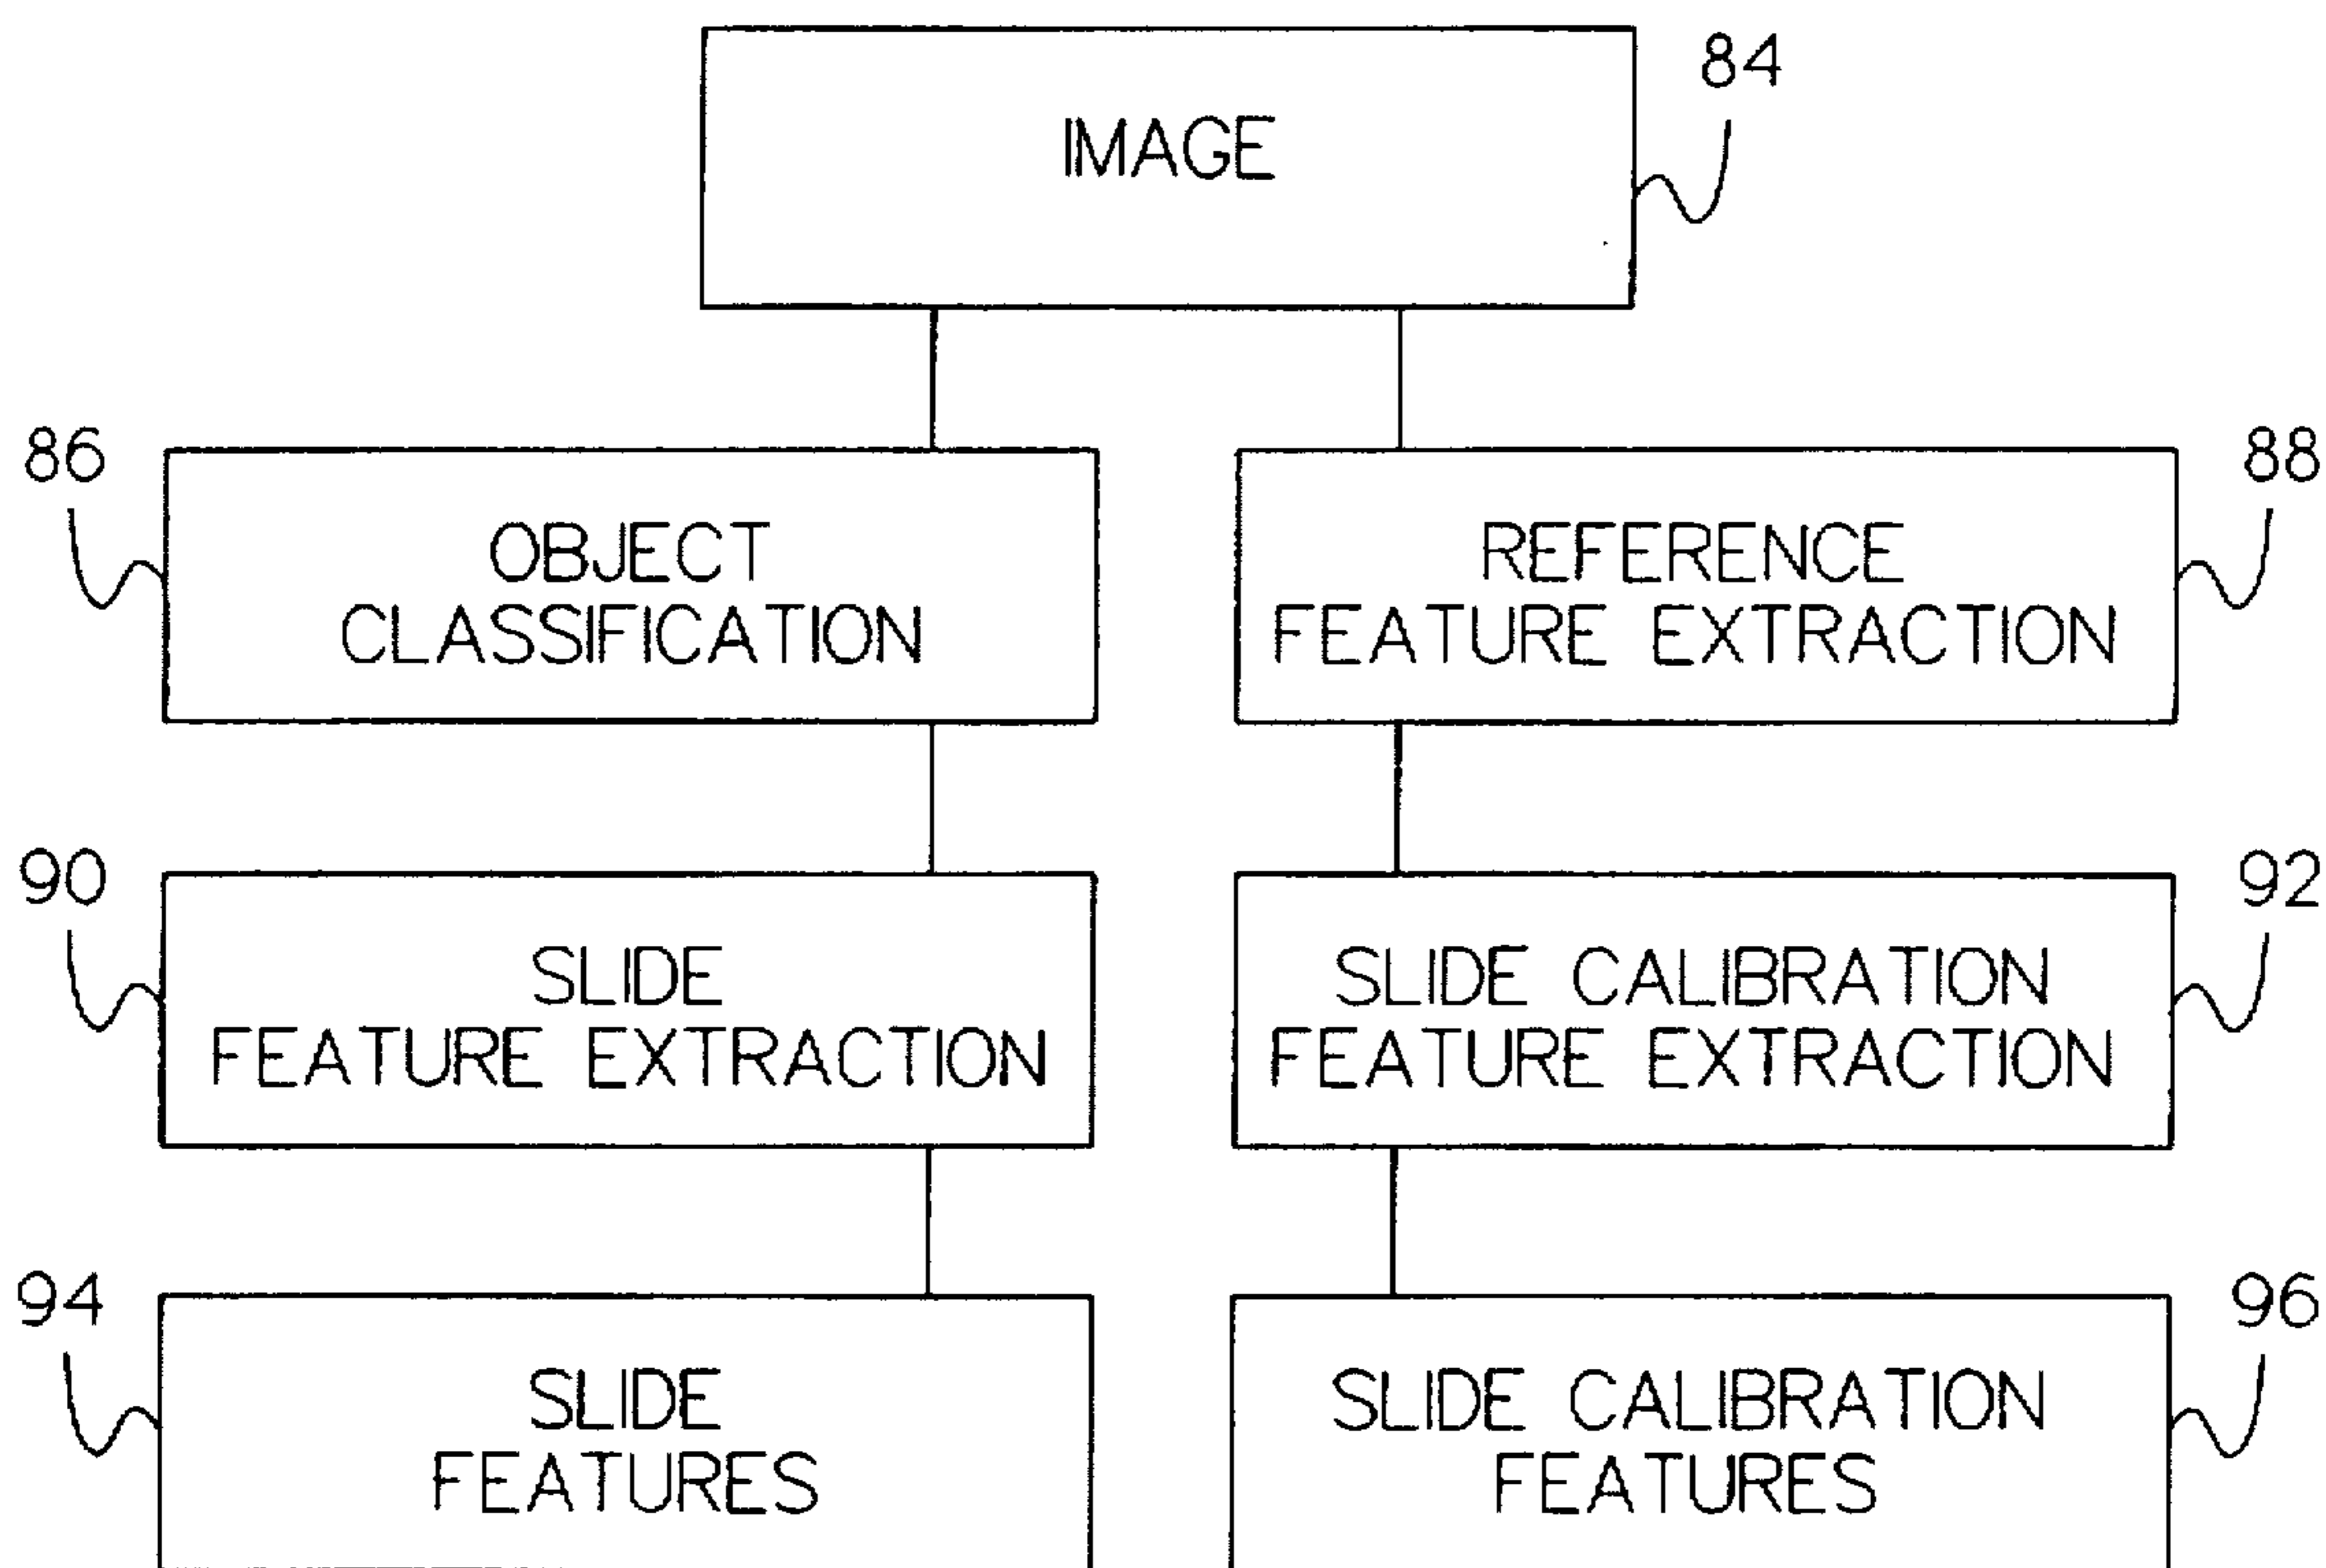 84
IMAGE
86
88
OBJECT
CLASSIFICATION
REFERENCE
FEATURE EXTRACTION
90
92
SLIDE
FEATURE EXTRACTION
SLIDE CALIBRATION
FEATURE EXTRACTION
94
96
SLIDE
FEATURES
SLIDE CALIBRATION
FEATURES